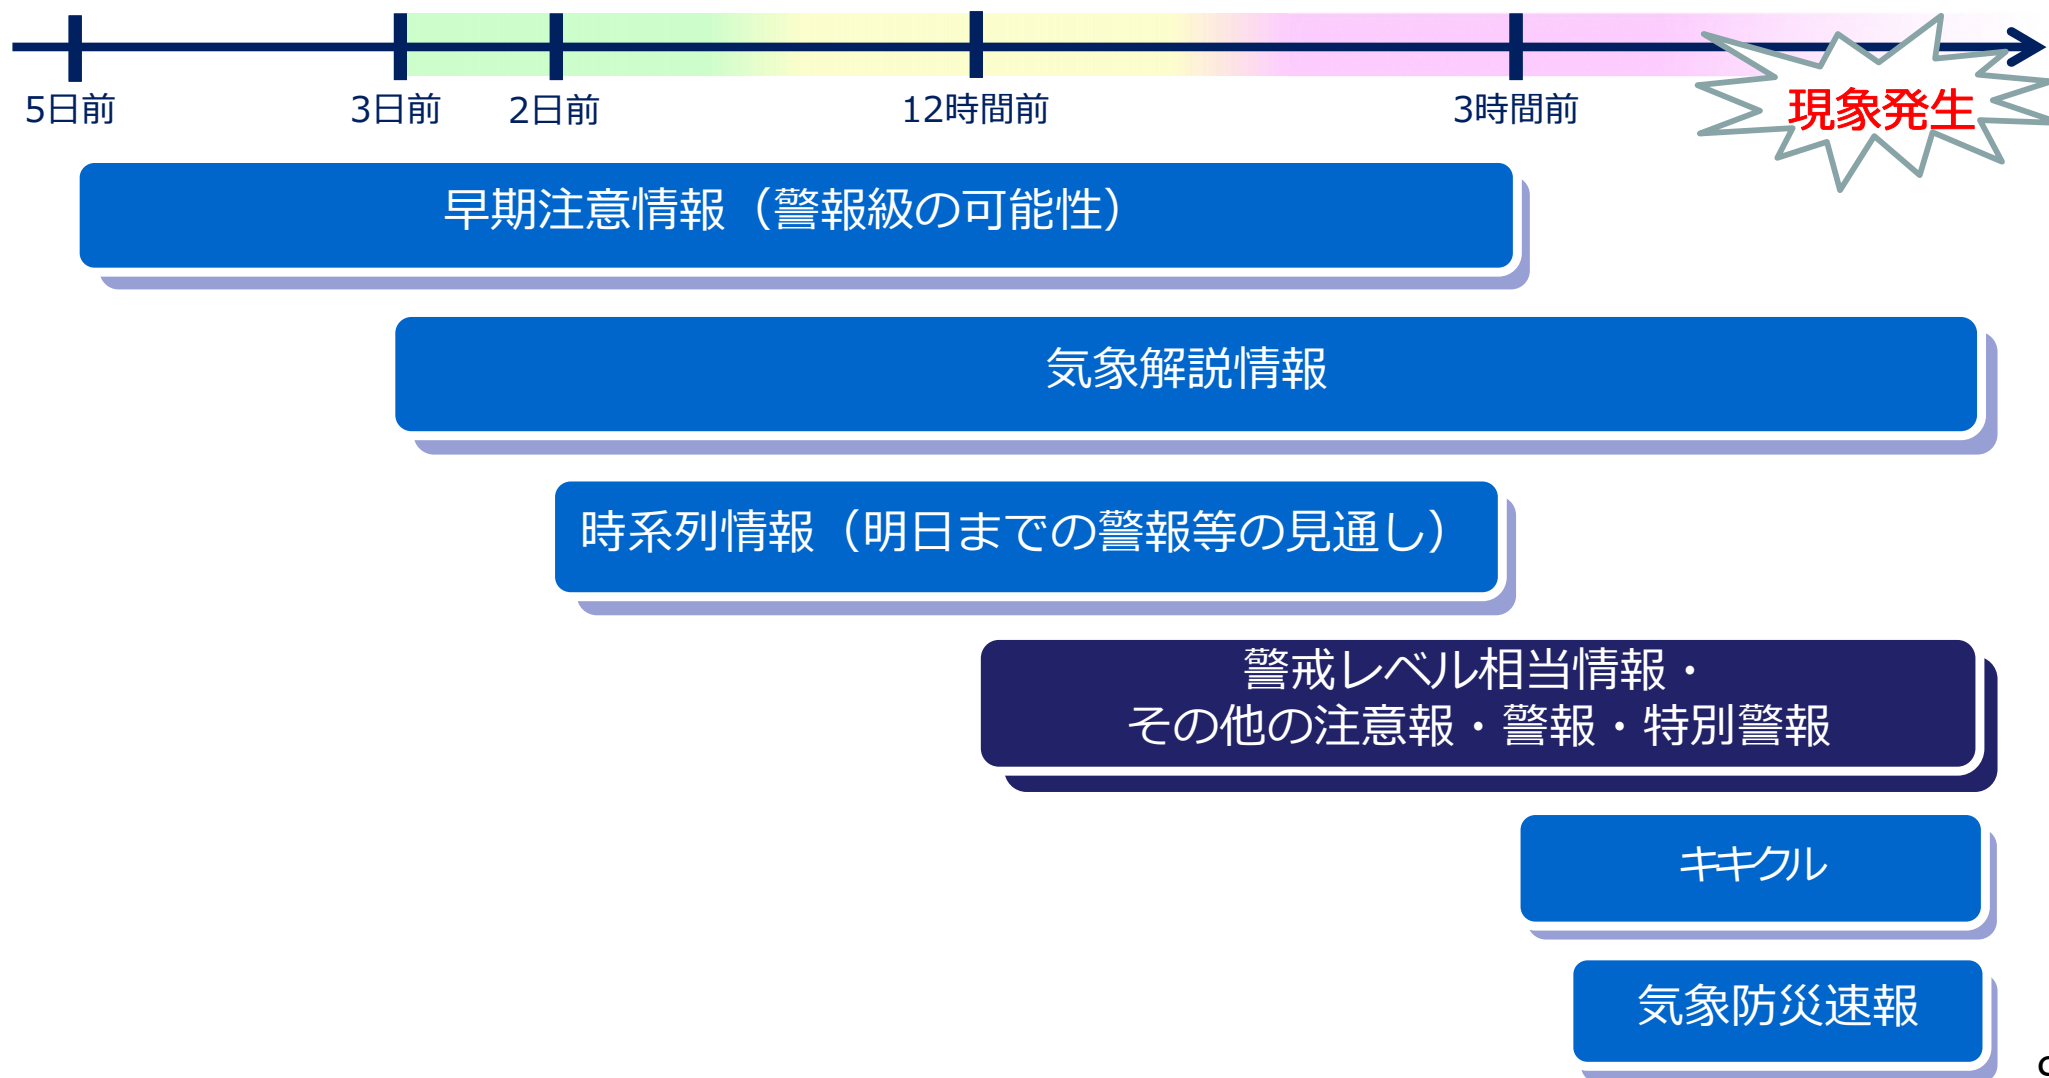 5日前
3日前
2日前
12時間前
3時間前
現象発生
早期注意情報（警報級の可能性）
気象解説情報
時系列情報（明日までの警報等の見通し）
警戒レベル相当情報・
その他の注意報・警報・特別警報
キキクル
気象防災速報